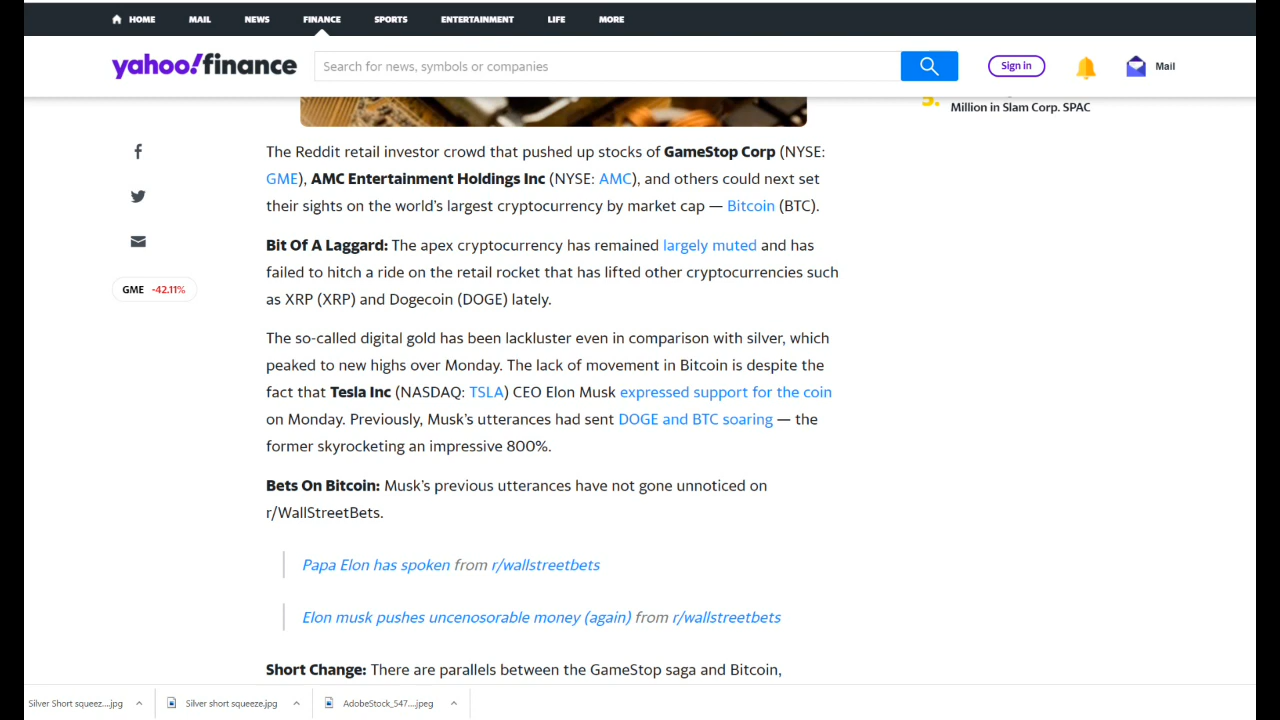 HOME MAIL NEWS FINANCE SPORTS ENTERTAINMENT LIFE MORE
yahoo!finance Search for news, symbols or companies Sign in Mail
5.
Million in Slam Corp. SPAC
The Reddit retail investor crowd that pushed up stocks of GameStop Corp (NYSE:
GME), AMC Entertainment Holdings Inc (NYSE: AMC), and others could next set
their sights on the world's largest cryptocurrency by market cap — Bitcoin (BTC).
Bit Of A Laggard: The apex cryptocurrency has remained largely muted and has
failed to hitch a ride on the retail rocket that has lifted other cryptocurrencies such
as XRP (XRP) and Dogecoin (DOGE) lately.
GME -42.11%
The so-called digital gold has been lackluster even in comparison with silver, which
peaked to new highs over Monday. The lack of movement in Bitcoin is despite the
fact that Tesla Inc (NASDAQ: TSLA) CEO Elon Musk expressed support for the coin
on Monday. Previously, Musk's utterances had sent DOGE and BTC soaring — the
former skyrocketing an impressive 800%.
Bets On Bitcoin: Musk's previous utterances have not gone unnoticed on
r/WallStreetBets.
Papa Elon has spoken from r/wallstreetbets
Elon musk pushes uncenosorable money (again) from r/wallstreetbets
Short Change: There are parallels between the GameStop saga and Bitcoin,
Silver Short squeez....jpg Silver short squeeze.jpg AdobeStock_547....jpeg